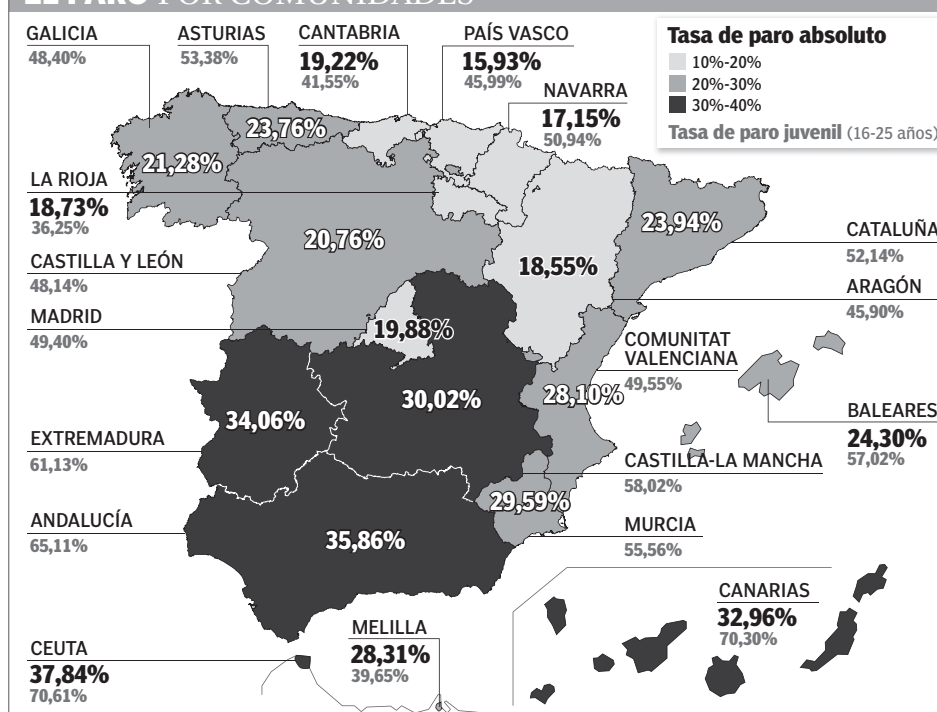 EL PARO POR COMUNIDADES
GALICIA
48,40%
ASTURIAS
53,38%
CANTABRIA
19,22%
41,55%
PAÍS VASCO
15,93%
45,99%
NAVARRA
17,15%
50,94%
Tasa de paro absoluto
10%-20%
20%-30%
30%-40%
Tasa de paro juvenil (16-25 años)
23,76%
21,28%
LA RIOJA
18,73%
36,25%
20,76%
18,55%
23,94%
CATALUÑA
52,14%
CASTILLA Y LEÓN
48,14%
ARAGÓN
45,90%
MADRID
49,40%
19,88%
COMUNITAT
VALENCIANA
49,55%
28,10%
30,02%
34,06%
BALEARES
24,30%
57,02%
EXTREMADURA
61,13%
CASTILLA-LA MANCHA
58,02%
29,59%
ANDALUCÍA
65,11%
35,86%
MURCIA
55,56%
CANARIAS
32,96%
70,30%
MELILLA
28,31%
39,65%
CEUTA
37,84%
70,61%